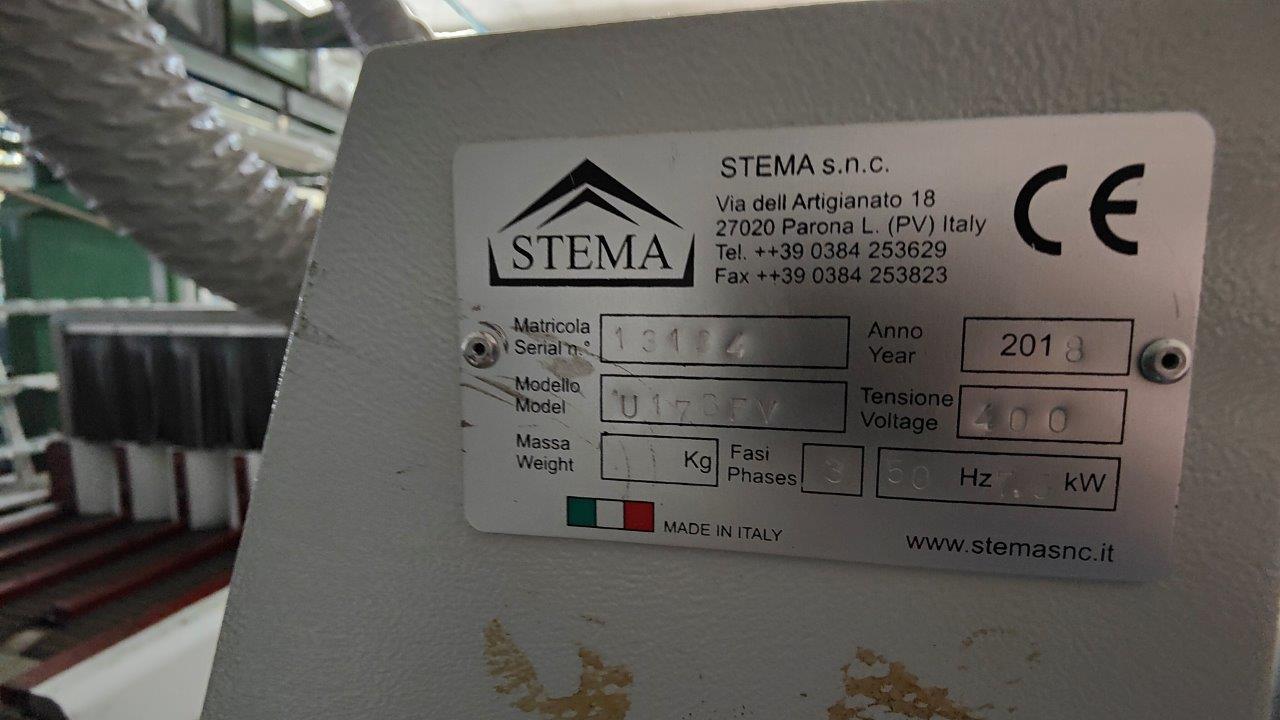 STEMA
STEMA s.n.c.
Via dell Artigianato 18
27020 Parona L. (PV) Italy
Tel. ++39 0384 253629
Fax ++39 0384 253823
CE
Matricola
Serial n.°
Anno
Year
2018
Modello
Model
Tensione
Voltage
400
Massa
Weight
Kg
Fasi
Phases
3
50 Hz
kW
MADE IN ITALY
www.stemasnc.it